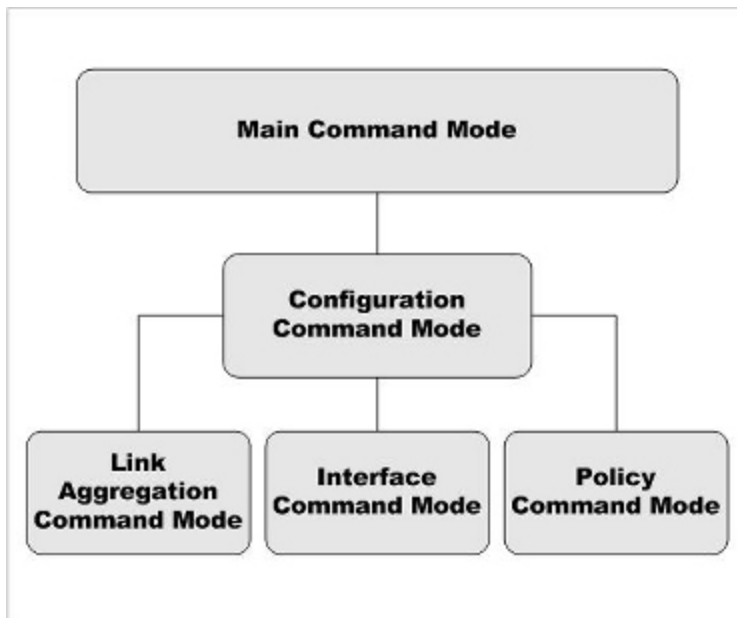 Main Command Mode
Configuration
Command Mode
Link
Aggregation
Command Mode
Interface
Command Mode
Policy
Command Mode